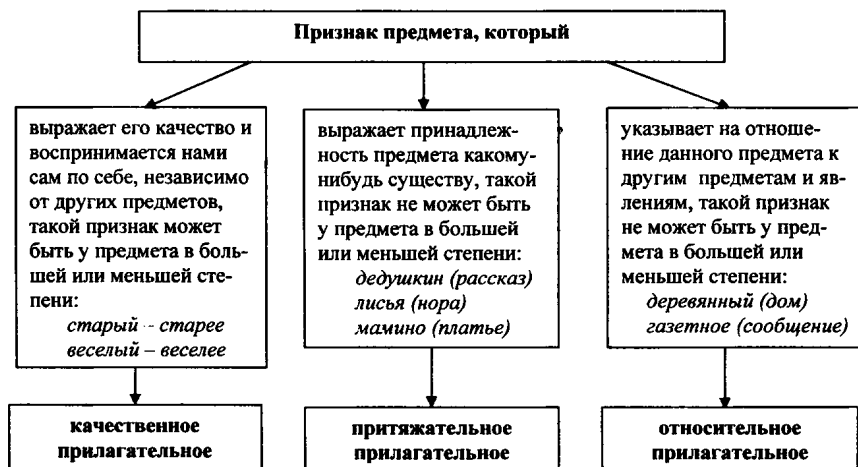 Признак предмета, который
выражает его качество и
воспринимается нами
сам по себе, независимо
от других предметов,
такой признак может
быть у предмета в боль-
шей или меньшей сте-
пени:
старый – старее
веселый – веселее
выражает принадлеж-
ность предмета какому-
нибудь существу, такой
признак не может быть
у предмета в большей
или меньшей степени:
дедушкин (рассказ)
лисья (нора)
мамино (платье)
указывает на отноше-
ние данного предмета к
другим предметам и яв-
лениям, такой признак
не может быть у пред-
мета в большей или
меньшей степени:
деревянный (дом)
газетное (сообщение)
качественное
прилагательное
притяжательное
прилагательное
относительное
прилагательное